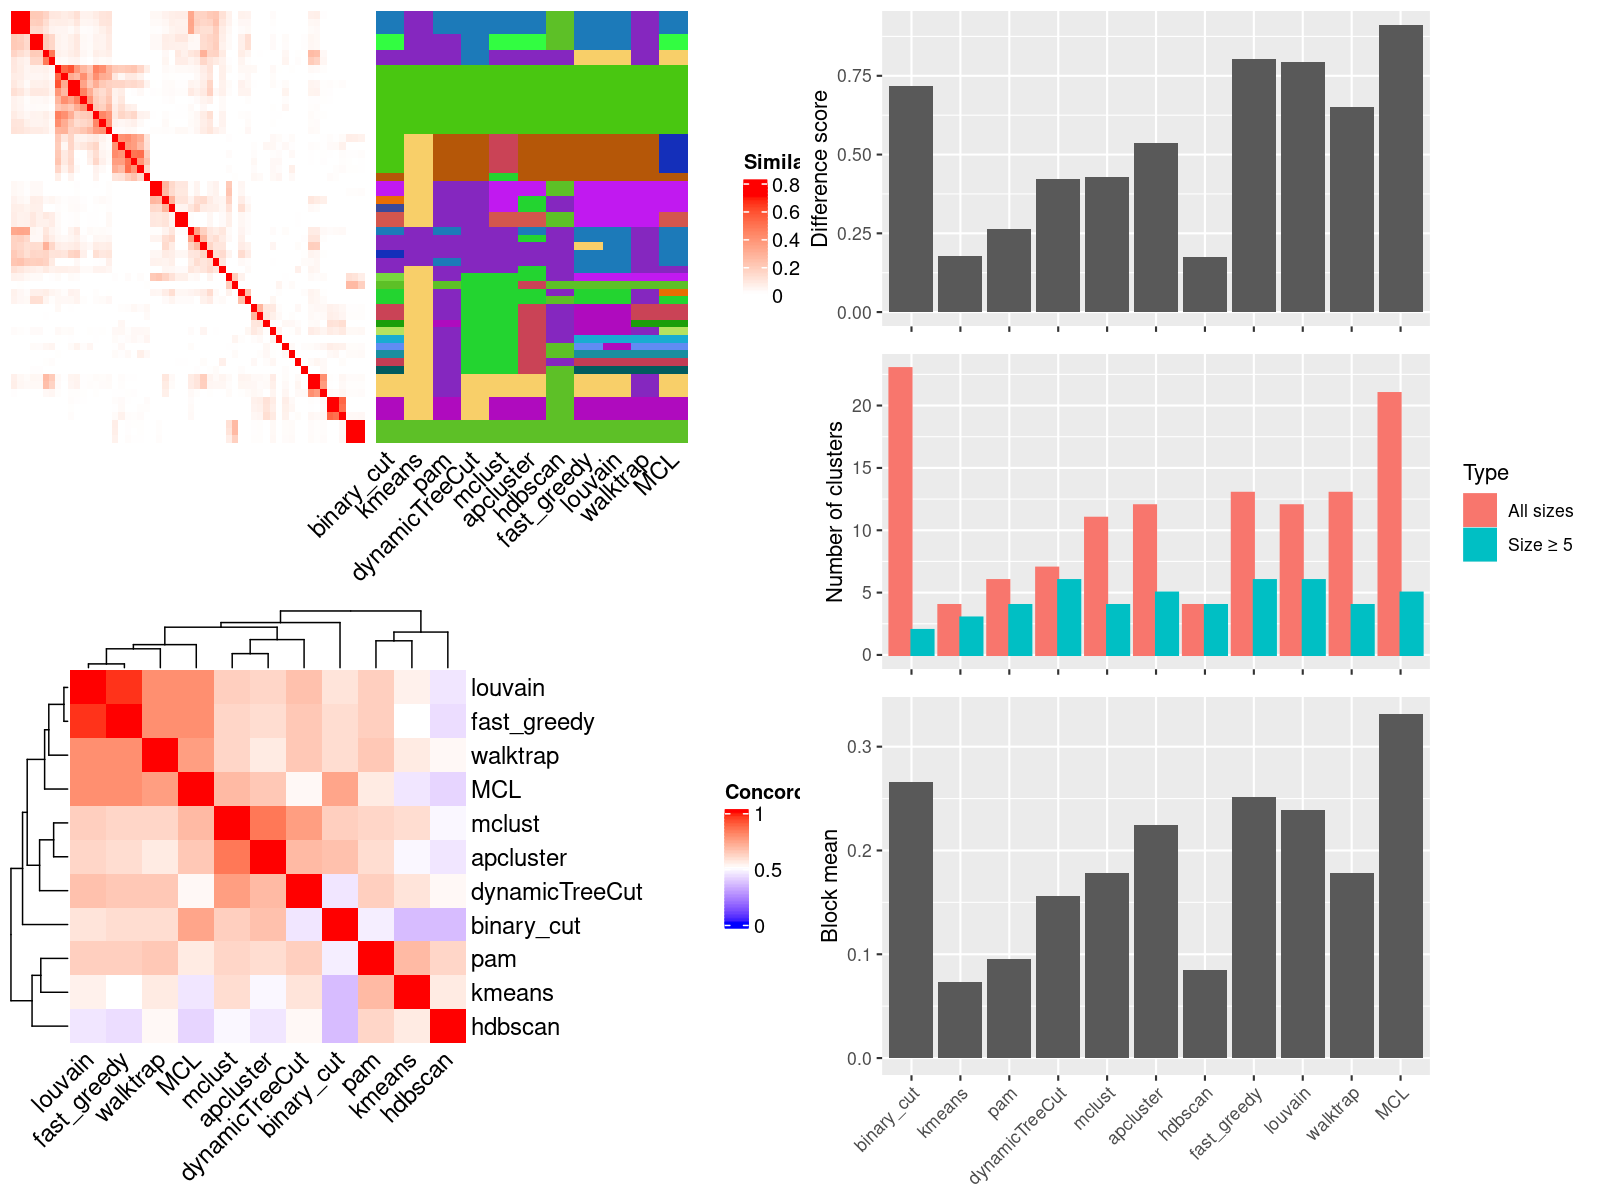 Simila
0.8
0.6
0.4
0.2
0
binary_cut
kmeans
pam
dynamicTreeCut
mclust
apcluster
hdbscan
fast_greedy
louvain
walktrap
MCL
Difference score
0.75
0.50
0.25
0.00
Number of clusters
20
15
10
5
0
Type
All sizes
Size ≥ 5
louvain
fast_greedy
walktrap
MCL
mclust
apcluster
dynamicTreeCut
binary_cut
pam
kmeans
hdbscan
louvain
fast_greedy
walktrap
MCL
mclust
apcluster
dynamicTreeCut
binary_cut
pam
kmeans
hdbscan
Concord
1
0.5
0
Block mean
0.3
0.2
0.1
0.0
binary_cut
kmeans
pam
dynamicTreeCut
mclust
apcluster
hdbscan
fast_greedy
louvain
walktrap
MCL